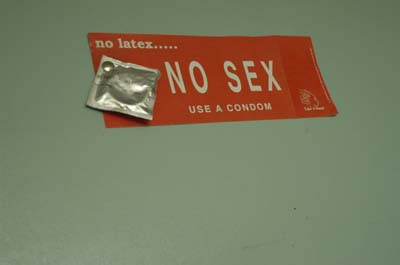 no latex.....
NO SEX
USE A CONDOM